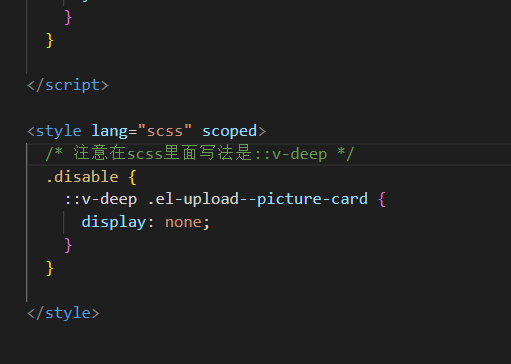 }
}
</script>
<style lang="scss" scoped>
/* 注意在scss里面写法是::v-deep */
.disable {
::v-deep .el-upload--picture-card {
display: none;
}
}
</style>